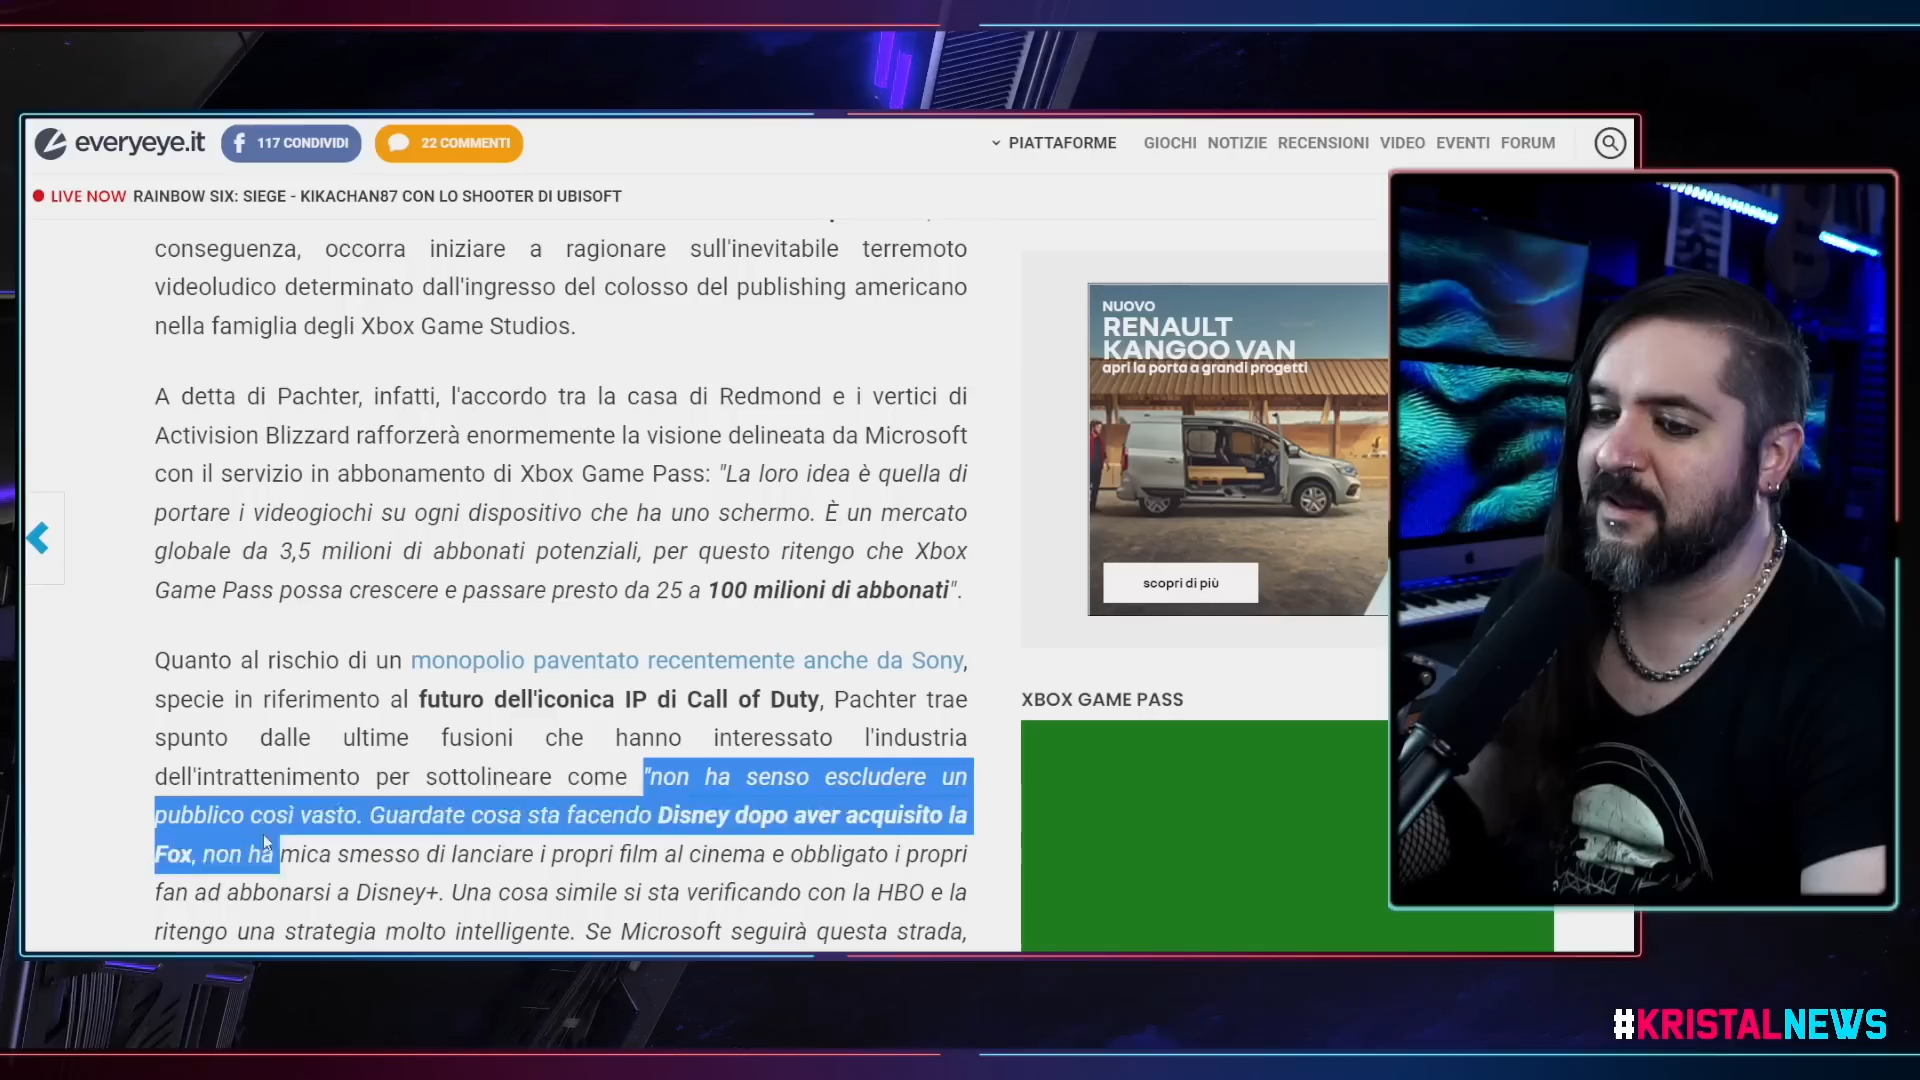 everyeye.it
117 CONDIVIDI
22 COMMENTI
PIATTAFORME
GIOCHI
NOTIZIE
RECENSIONI
VIDEO
EVENTI
FORUM
LIVE NOW RAINBOW SIX: SIEGE - KIKACHAN87 CON LO SHOOTER DI UBISOFT
conseguenza, occorra iniziare a ragionare sull'inevitabile terremoto
videoludico determinato dall'ingresso del colosso del publishing americano
nella famiglia degli Xbox Game Studios.
A detta di Pachter, infatti, l'accordo tra la casa di Redmond e i vertici di
Activision Blizzard rafforzerà enormemente la visione delineata da Microsoft
con il servizio in abbonamento di Xbox Game Pass: "La loro idea è quella di
portare i videogiochi su ogni dispositivo che ha uno schermo. È un mercato
globale da 3,5 milioni di abbonati potenziali, per questo ritengo che Xbox
Game Pass possa crescere e passare presto da 25 a 100 milioni di abbonati".
Quanto al rischio di un monopolio paventato recentemente anche da Sony,
specie in riferimento al futuro dell'iconica IP di Call of Duty, Pachter trae
spunto dalle ultime fusioni che hanno interessato l'industria
dell'intrattenimento per sottolineare come "non ha senso escludere un
pubblico così vasto. Guardate cosa sta facendo Disney dopo aver acquisito la
Fox, non ha mica smesso di lanciare i propri film al cinema e obbligato i propri
fan ad abbonarsi a Disney+. Una cosa simile si sta verificando con la HBO e la
ritengo una strategia molto intelligente. Se Microsoft seguirà questa strada,
NUOVO
RENAULT
KANGOO VAN
apri la porta a grandi progetti
scopri di più
XBOX GAME PASS
#KRISTALNEWS